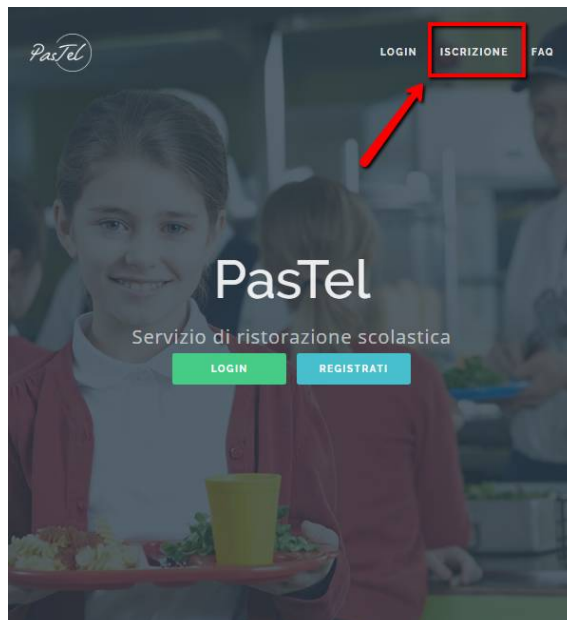 PasTel
LOGIN ISCRIZIONE FAQ
PasTel
Servizio di ristorazione scolastica
LOGIN REGISTRATI